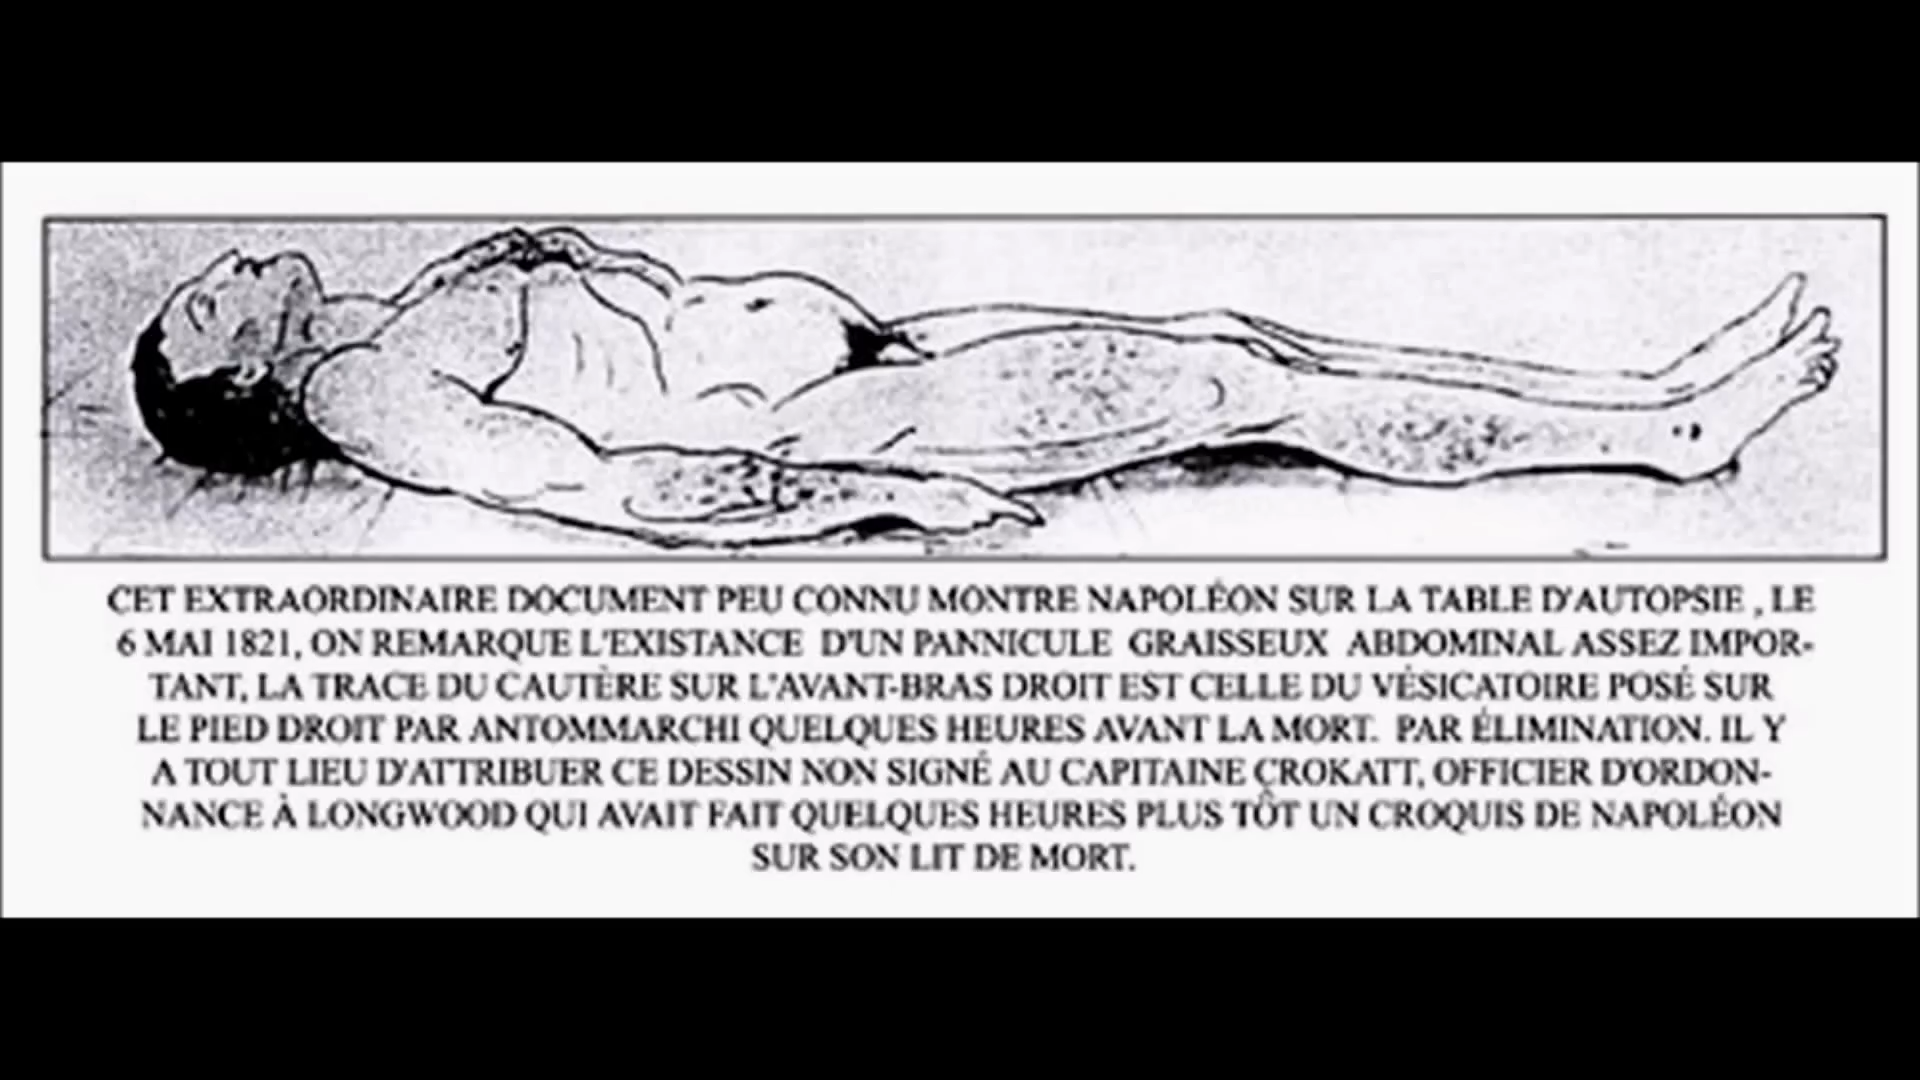 CET EXTRAORDINAIRE DOCUMENT PEU CONNU MONTRE NAPOLÉON SUR LA TABLE D'AUTOPSIE , LE
6 MAI 1821, ON REMARQUE L'EXISTANCE D'UN PANNICULE GRAISSEUX ABDOMINAL ASSEZ IMPOR-
TANT, LA TRACE DU CAUTÈRE SUR L'AVANT-BRAS DROIT EST CELLE DU VÉSICATOIRE POSÉ SUR
LE PIED DROIT PAR ANTOMMARCHI QUELQUES HEURES AVANT LA MORT. PAR ÉLIMINATION. IL Y
A TOUT LIEU D'ATTRIBUER CE DESSIN NON SIGNÉ AU CAPITAINE CROKATT, OFFICIER D'ORDON-
NANCE À LONGWOOD QUI AVAIT FAIT QUELQUES HEURES PLUS TÔT UN CROQUIS DE NAPOLÉON
SUR SON LIT DE MORT.